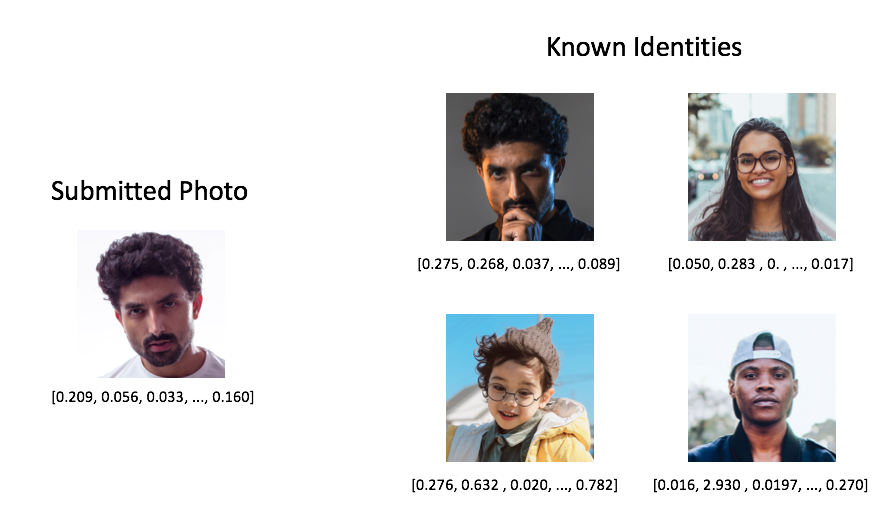 Known Identities
Submitted Photo
[0.275, 0.268, 0.037, ..., 0.089]
[0.050, 0.283 , 0. , ..., 0.017]
[0.209, 0.056, 0.033, ..., 0.160]
[0.276, 0.632 , 0.020, ..., 0.782]
[0.016, 2.930 , 0.0197, ..., 0.270]